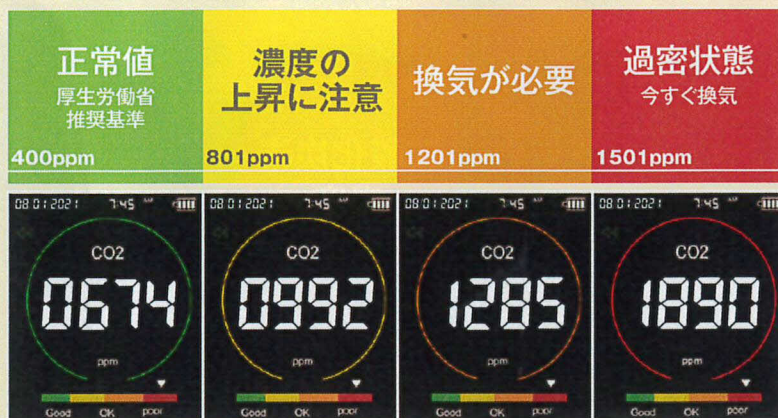 正常値
厚生労働省
推奨基準
400ppm
濃度の
上昇に注意
801ppm
換気が必要
1201ppm
過密状態
今すぐ換気
1501ppm
08 01 2021 7:45
CO2
0674
ppm
Good OK poor
08 01 2021 7:45
CO2
0992
ppm
Good OK poor
08 01 2021 7:45
CO2
1285
ppm
Good OK poor
08 01 2021 7:45
CO2
1890
ppm
Good OK poor